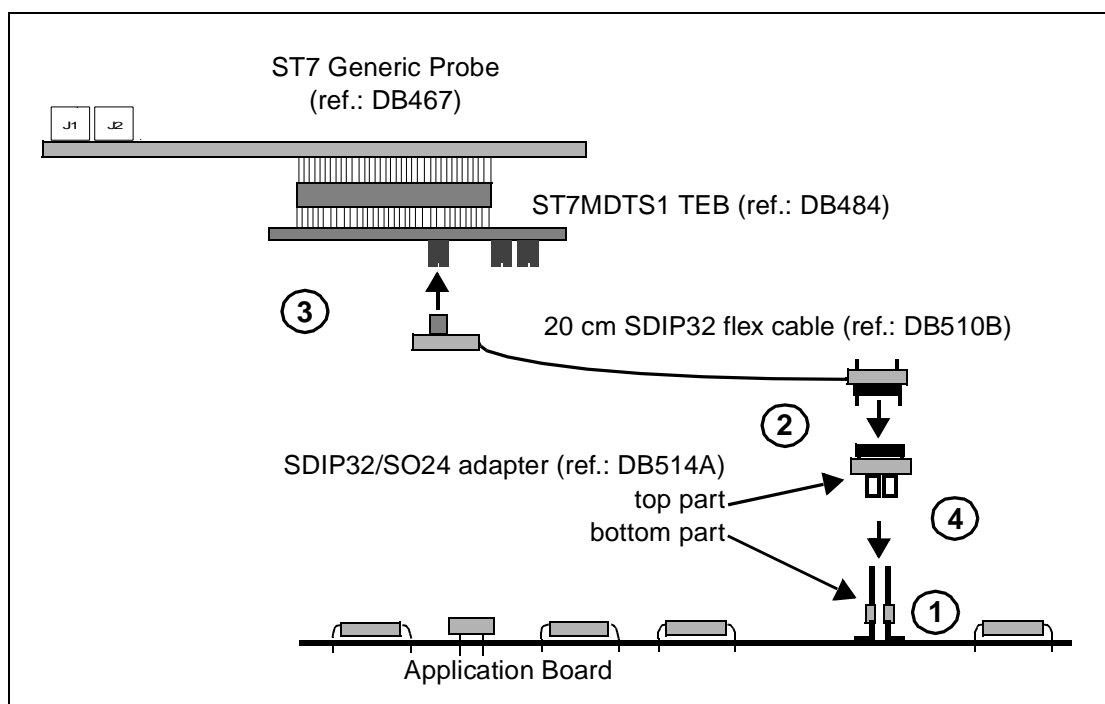 ST7 Generic Probe
(ref.: DB467)
J1 J2
ST7MDTS1 TEB (ref.: DB484)
3
20 cm SDIP32 flex cable (ref.: DB510B)
2
SDIP32/SO24 adapter (ref.: DB514A)
top part
4
bottom part
1
Application Board